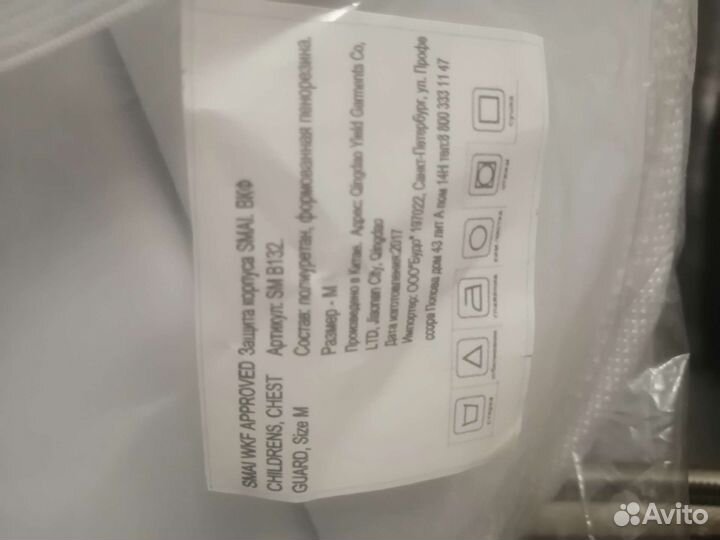 SMAI WKF APPROVED
CHILDRENS, CHEST
GUARD, Size M
Защита корпуса SMAI. ВКФ
Артикул: SM B132.
Состав: полиуретан, формованная пенорезина.
Размер - М
Произведено в Китае. Адрес: Qingdao Yield Garments Co,
LTD, Jiaonan City, Qingdao
Дата изготовления:2017
Импортер: ООО"Будо" 197022, Санкт-Петербург, ул. Профе
ссора Попова дом 43 лит А пом 14Н тел:8 800 333 11 47
стирка
отбеливание
глажение
хим. чистка
отжим
сушка
Avito